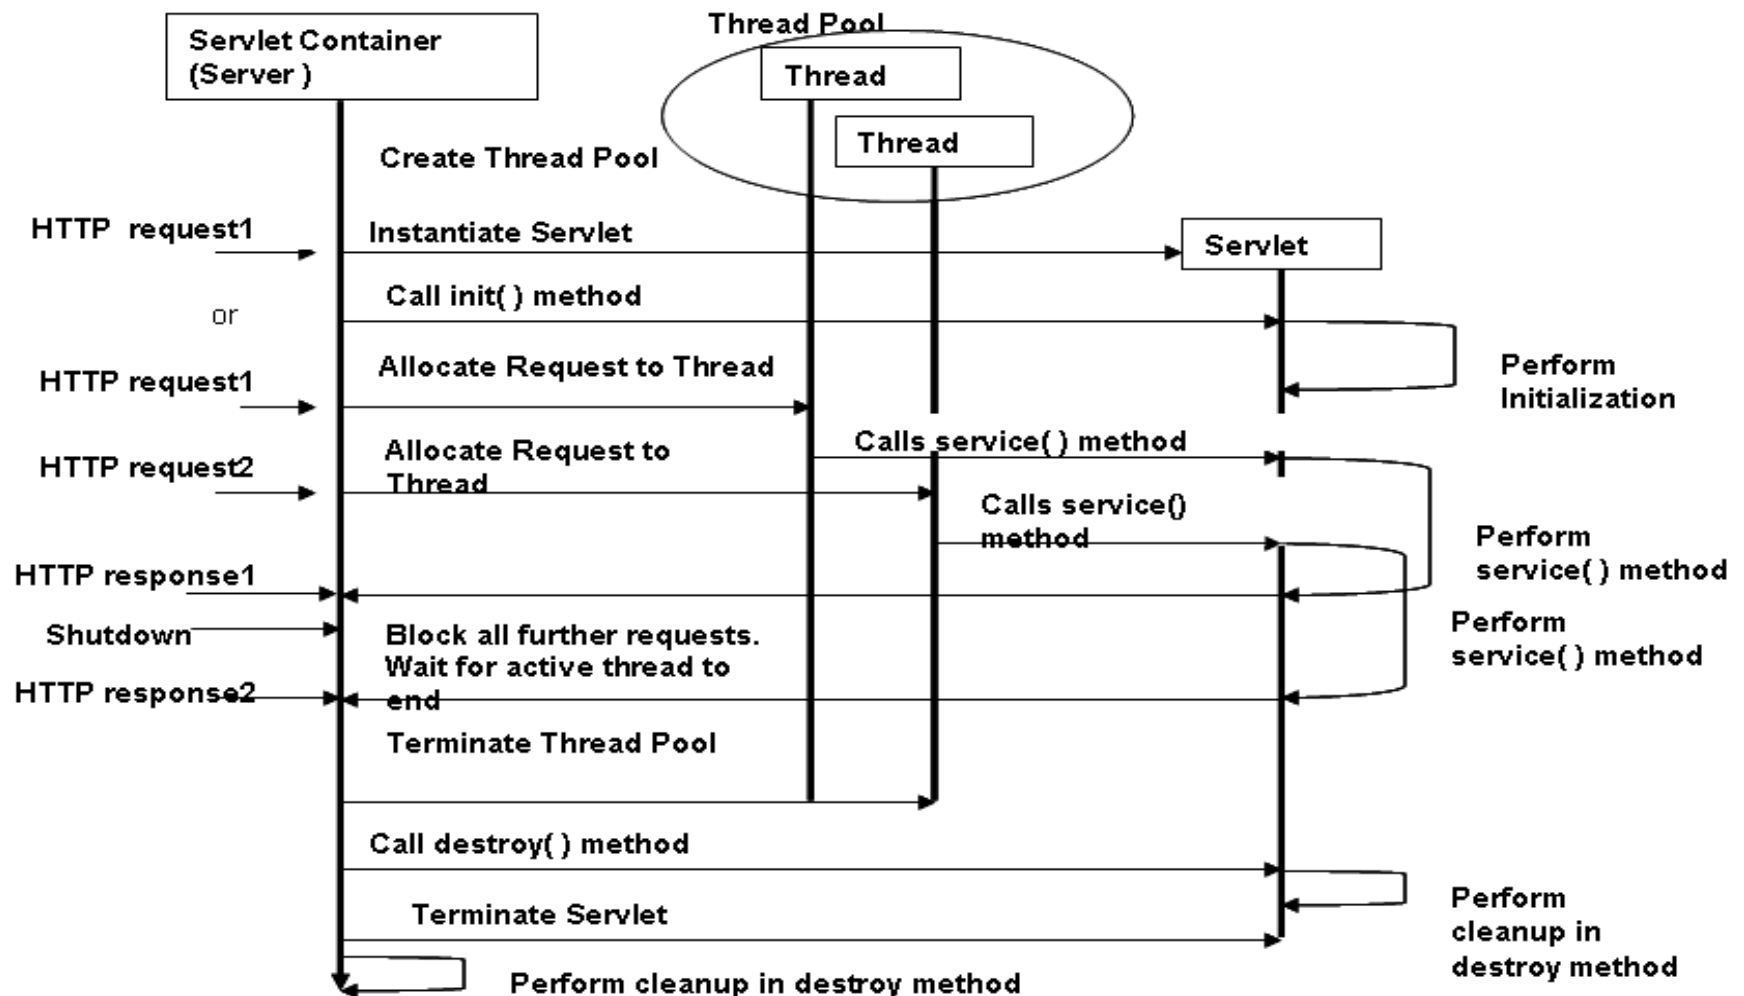 Thread Pool
Servlet Container
(Server )
Thread
Thread
Create Thread Pool
HTTP  request1
Instantiate Servlet
Servlet
Call init( ) method
or
Perform
Initialization
HTTP request1
Allocate Request to Thread
Calls service( ) method
HTTP request2
Allocate Request to
Thread
Calls service()
method
Perform
service( ) method
HTTP response1
Shutdown
Block all further requests.
Wait for active thread to
end
Perform
service( ) method
HTTP response2
Terminate Thread Pool
Call destroy( ) method
Perform
cleanup in
destroy method
Terminate Servlet
Perform cleanup in destroy method